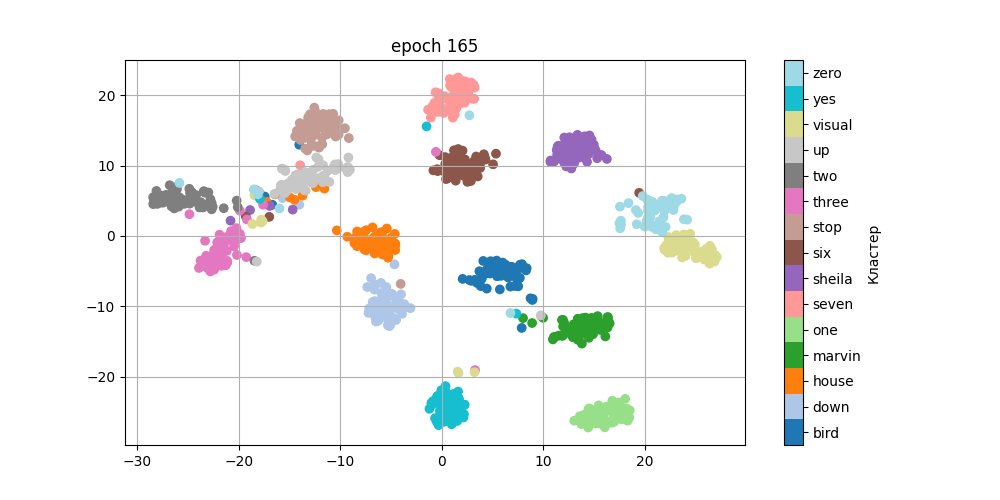 epoch 165
20
10
0
−10
−20
−30
−20
−10
0
10
20
zero
yes
visual
up
two
three
stop
six
sheila
seven
one
marvin
house
down
bird
Кластер